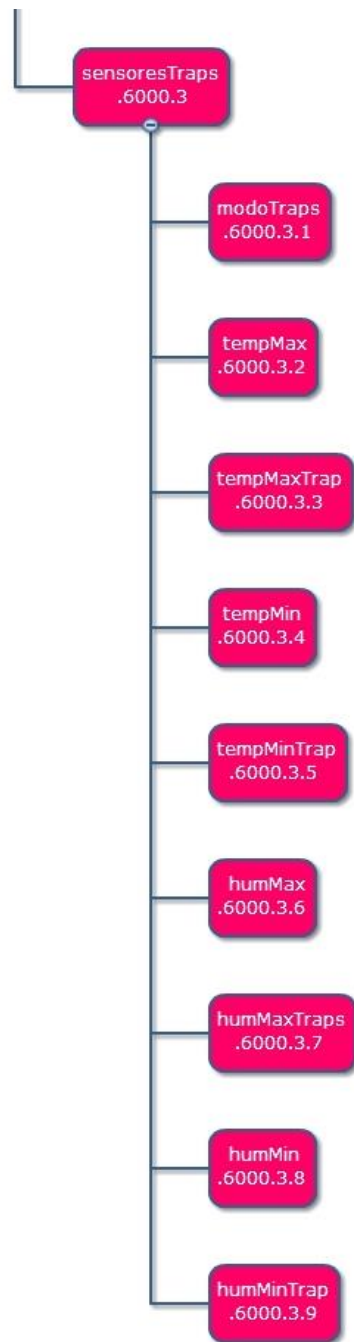 sensoresTraps
.6000.3
modoTraps
.6000.3.1
tempMax
.6000.3.2
tempMaxTrap
.6000.3.3
tempMin
.6000.3.4
tempMinTrap
.6000.3.5
humMax
.6000.3.6
humMaxTraps
.6000.3.7
humMin
.6000.3.8
humMinTrap
.6000.3.9